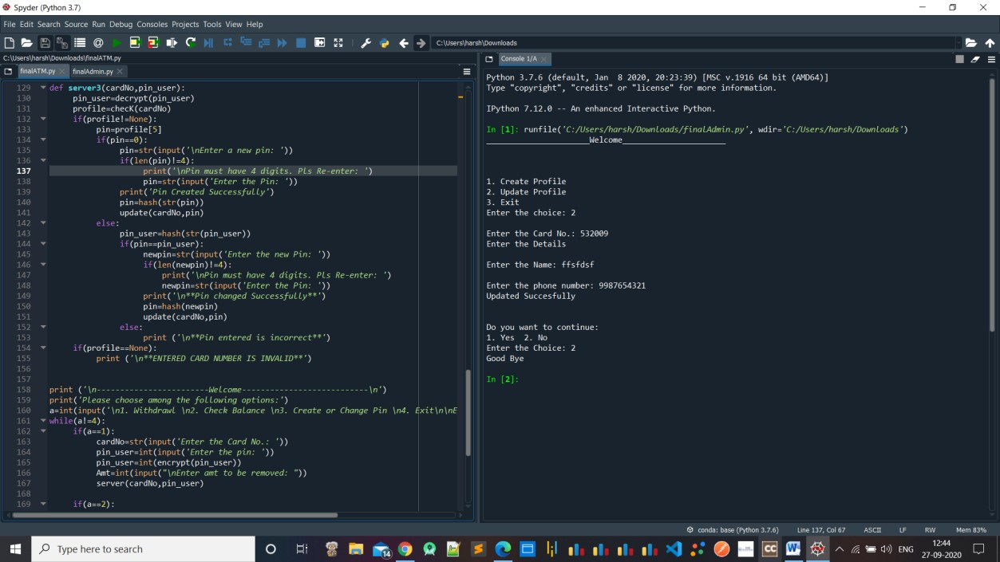 Spyder (Python 3.7)
File Edit Search Source Run Debug Consoles Projects Tools View Help
C:\Users\harsh\Downloads
C:\Users\harsh\Downloads\finalATM.py
finalATM.py finalAdmin.py
129 def server3(cardNo,pin_user):
130 pin_user=decrypt(pin_user)
131 profile=checK(cardNo)
132 if(profile!=None):
133 pin=profile[5]
134 if(pin==0):
135 pin=str(input('\nEnter a new pin: '))
136 if(len(pin)!=4):
137 print('\nPin must have 4 digits. Pls Re-enter: ')
138 pin=str(input('Enter the Pin: '))
139 print('Pin Created Successfully')
140 pin=hash(str(pin))
141 update(cardNo,pin)
142 else:
143 pin_user=hash(str(pin_user))
144 if(pin==pin_user):
145 newpin=str(input('Enter the new Pin: '))
146 if(len(newpin)!=4):
147 print('\nPin must have 4 digits. Pls Re-enter: ')
148 newpin=str(input('Enter the Pin: '))
149 print('\n**Pin changed Successfully**')
150 pin=hash(newpin)
151 update(cardNo,pin)
152 else:
153 print ('\n**Pin entered is incorrect**')
154 if(profile==None):
155 print ('\n**ENTERED CARD NUMBER IS INVALID**')
156
157
158 print ('\n------------------------Welcome---------------------------\n')
159 print('Please choose among the following options:')
160 a=int(input('\n1. Withdrawl \n2. Check Balance \n3. Create or Change Pin \n4. Exit\n\nE
161 while(a!=4):
162 if(a==1):
163 cardNo=str(input('Enter the Card No.: '))
164 pin_user=int(input('Enter the pin: '))
165 pin_user=int(encrypt(pin_user))
166 Amt=int(input("\nEnter amt to be removed: "))
167 server(cardNo,pin_user)
168
169 if(a==2):
Console 1/A
Python 3.7.6 (default, Jan  8 2020, 20:23:39) [MSC v.1916 64 bit (AMD64)]
Type "copyright", "credits" or "license" for more information.
IPython 7.12.0 -- An enhanced Interactive Python.
In [1]: runfile('C:/Users/harsh/Downloads/finalAdmin.py', wdir='C:/Users/harsh/Downloads')
______________________Welcome______________________
1. Create Profile
2. Update Profile
3. Exit
Enter the choice: 2
Enter the Card No.: 532009
Enter the Details
Enter the Name: ffsfdsf
Enter the phone number: 9987654321
Updated Succesfully
Do you want to continue:
1. Yes  2. No
Enter the Choice: 2
Good Bye
In [2]:
conda: base (Python 3.7.6) Line 137, Col 67 ASCII LF RW Mem 83%
Type here to search
14
CC
W
ENG
12:44
27-09-2020